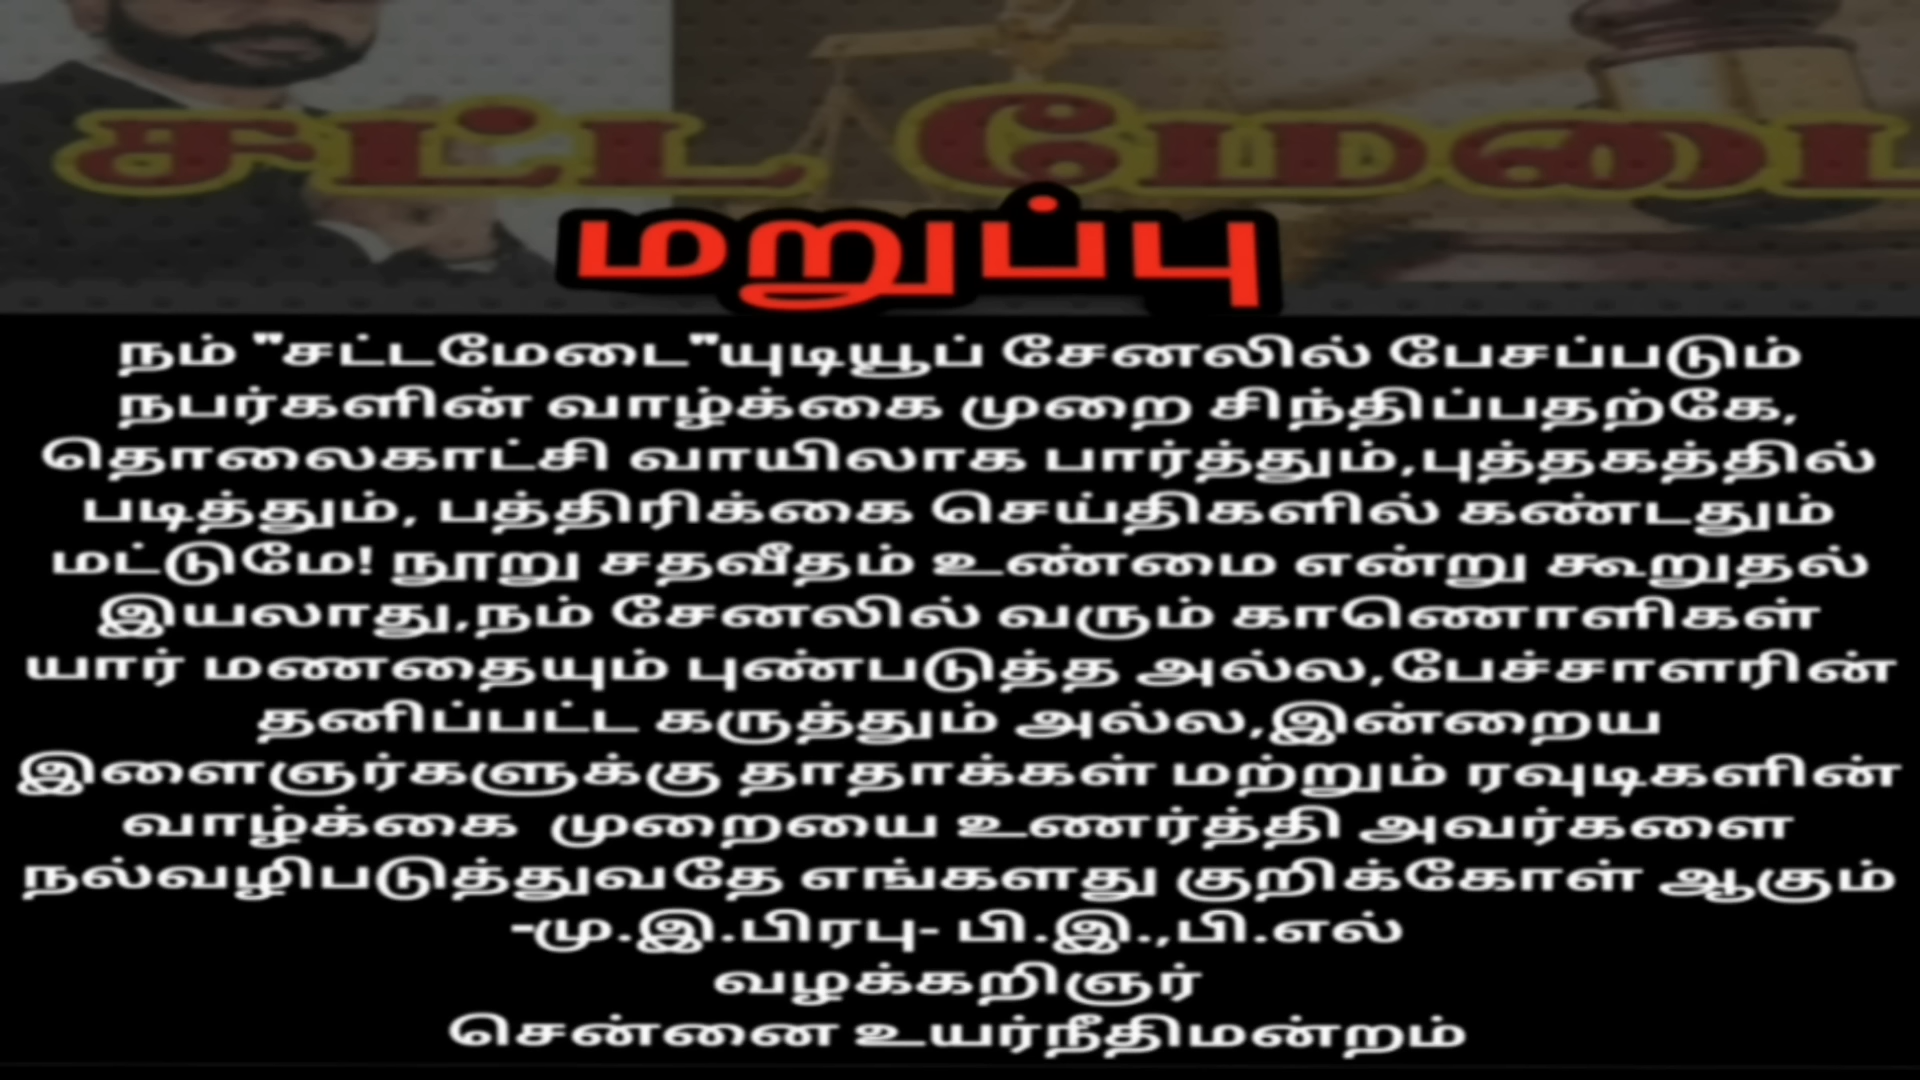 சட்ட மேடை
மறுப்பு
நம் "சட்டமேடை"யுடியூப் சேனலில் பேசப்படும்
நபர்களின் வாழ்க்கை முறை சிந்திப்பதற்கே,
தொலைகாட்சி வாயிலாக பார்த்தும்,புத்தகத்தில்
படித்தும், பத்திரிக்கை செய்திகளில் கண்டதும்
மட்டுமே! நூறு சதவீதம் உண்மை என்று கூறுதல்
இயலாது,நம் சேனலில் வரும் காணொளிகள்
யார் மணதையும் புண்படுத்த அல்ல,பேச்சாளரின்
தனிப்பட்ட கருத்தும் அல்ல,இன்றைய
இளைஞர்களுக்கு தாதாக்கள் மற்றும் ரவுடிகளின்
வாழ்க்கை முறையை உணர்த்தி அவர்களை
நல்வழிபடுத்துவதே எங்களது குறிக்கோள் ஆகும்
-மு.இ.பிரபு- பி.இ.,பி.எல்
வழக்கறிஞர்
சென்னை உயர்நீதிமன்றம்